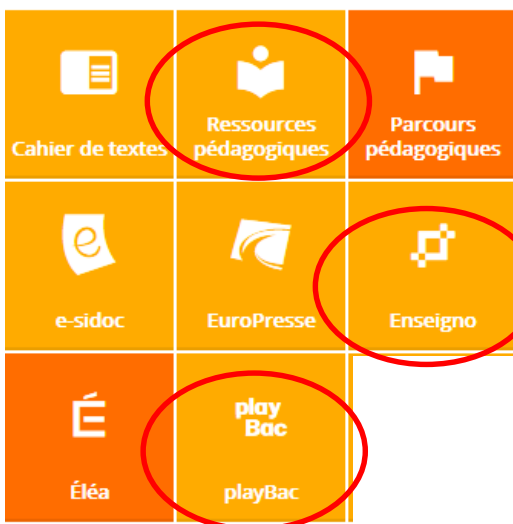 Cahier de textes
Ressources
pédagogiques
Parcours
pédagogiques
e
e-sidoc
EuroPresse
Enseigno
É
Éléa
play
Bac
playBac